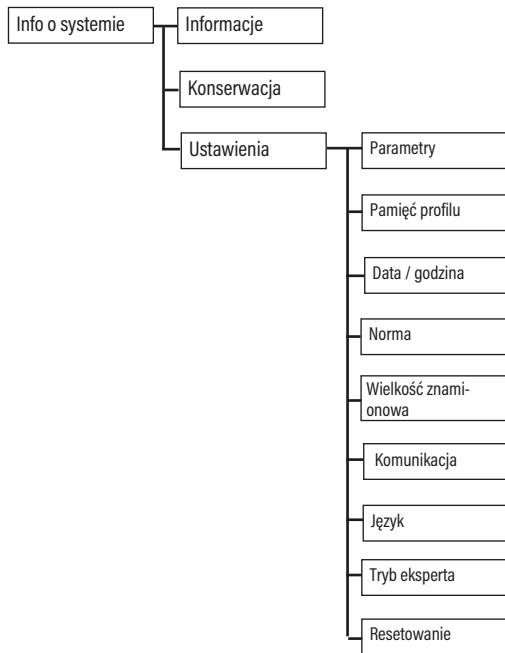 Info o systemie
Informacje
Konserwacja
Ustawienia
Parametry
Pamięć profilu
Data / godzina
Norma
Wielkość znami-
onowa
Komunikacja
Język
Tryb eksperta
Resetowanie